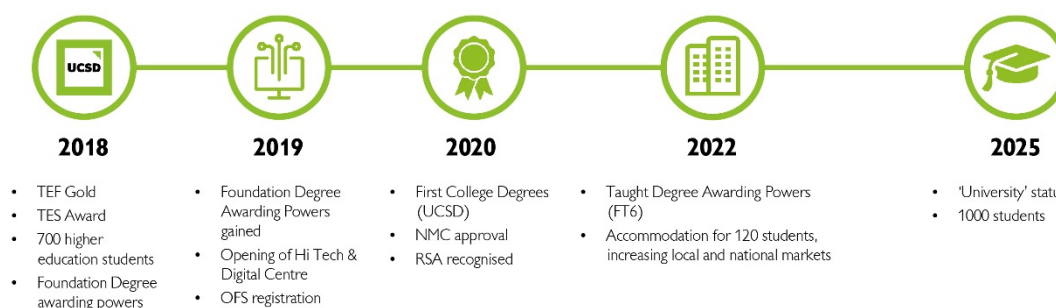 UCSD
2018
• TEF Gold
• TES Award
• 700 higher
education students
• Foundation Degree
awarding powers
2019
• Foundation Degree
Awarding Powers
gained
• Opening of Hi Tech &
Digital Centre
• OFS registration
2020
• First College Degrees
(UCSD)
• NMC approval
• RSA recognised
2022
• Taught Degree Awarding Powers
(FT6)
• Accommodation for 120 students,
increasing local and national markets
2025
• ‘University’
• 1000 students